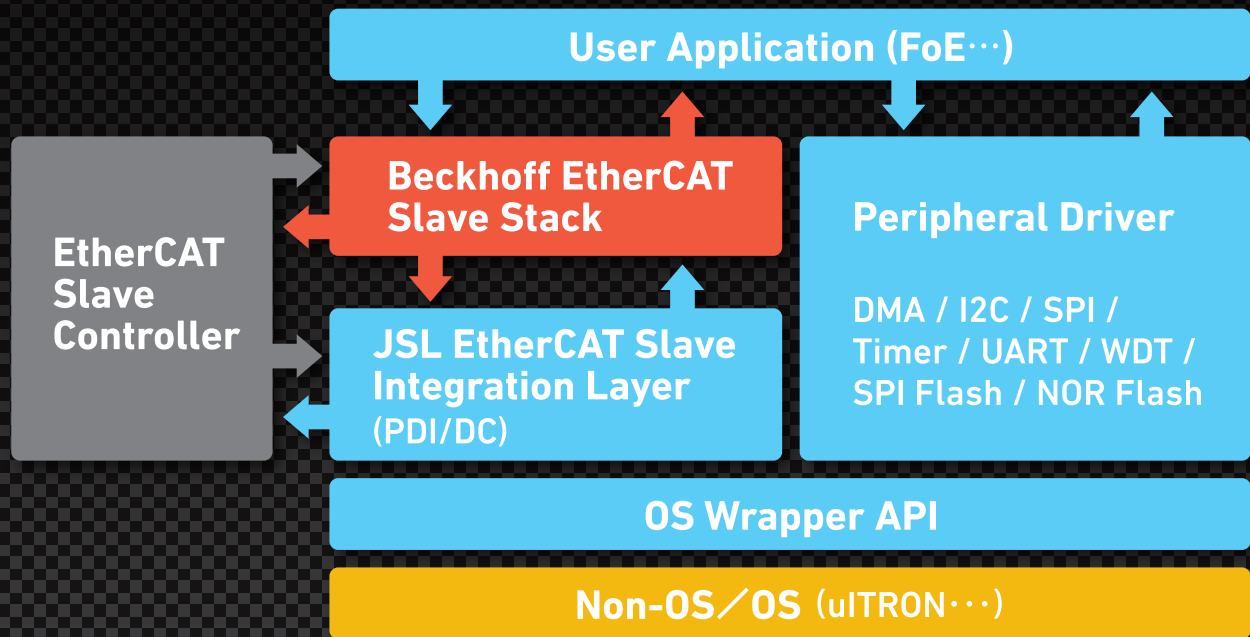 User Application (FoE…)
Beckhoff EtherCAT
Slave Stack
EtherCAT
Slave
Controller
JSL EtherCAT Slave
Integration Layer
(PDI/DC)
Peripheral Driver
DMA / I2C / SPI /
Timer / UART / WDT /
SPI Flash / NOR Flash
OS Wrapper API
Non-OS／OS (uITRON…)